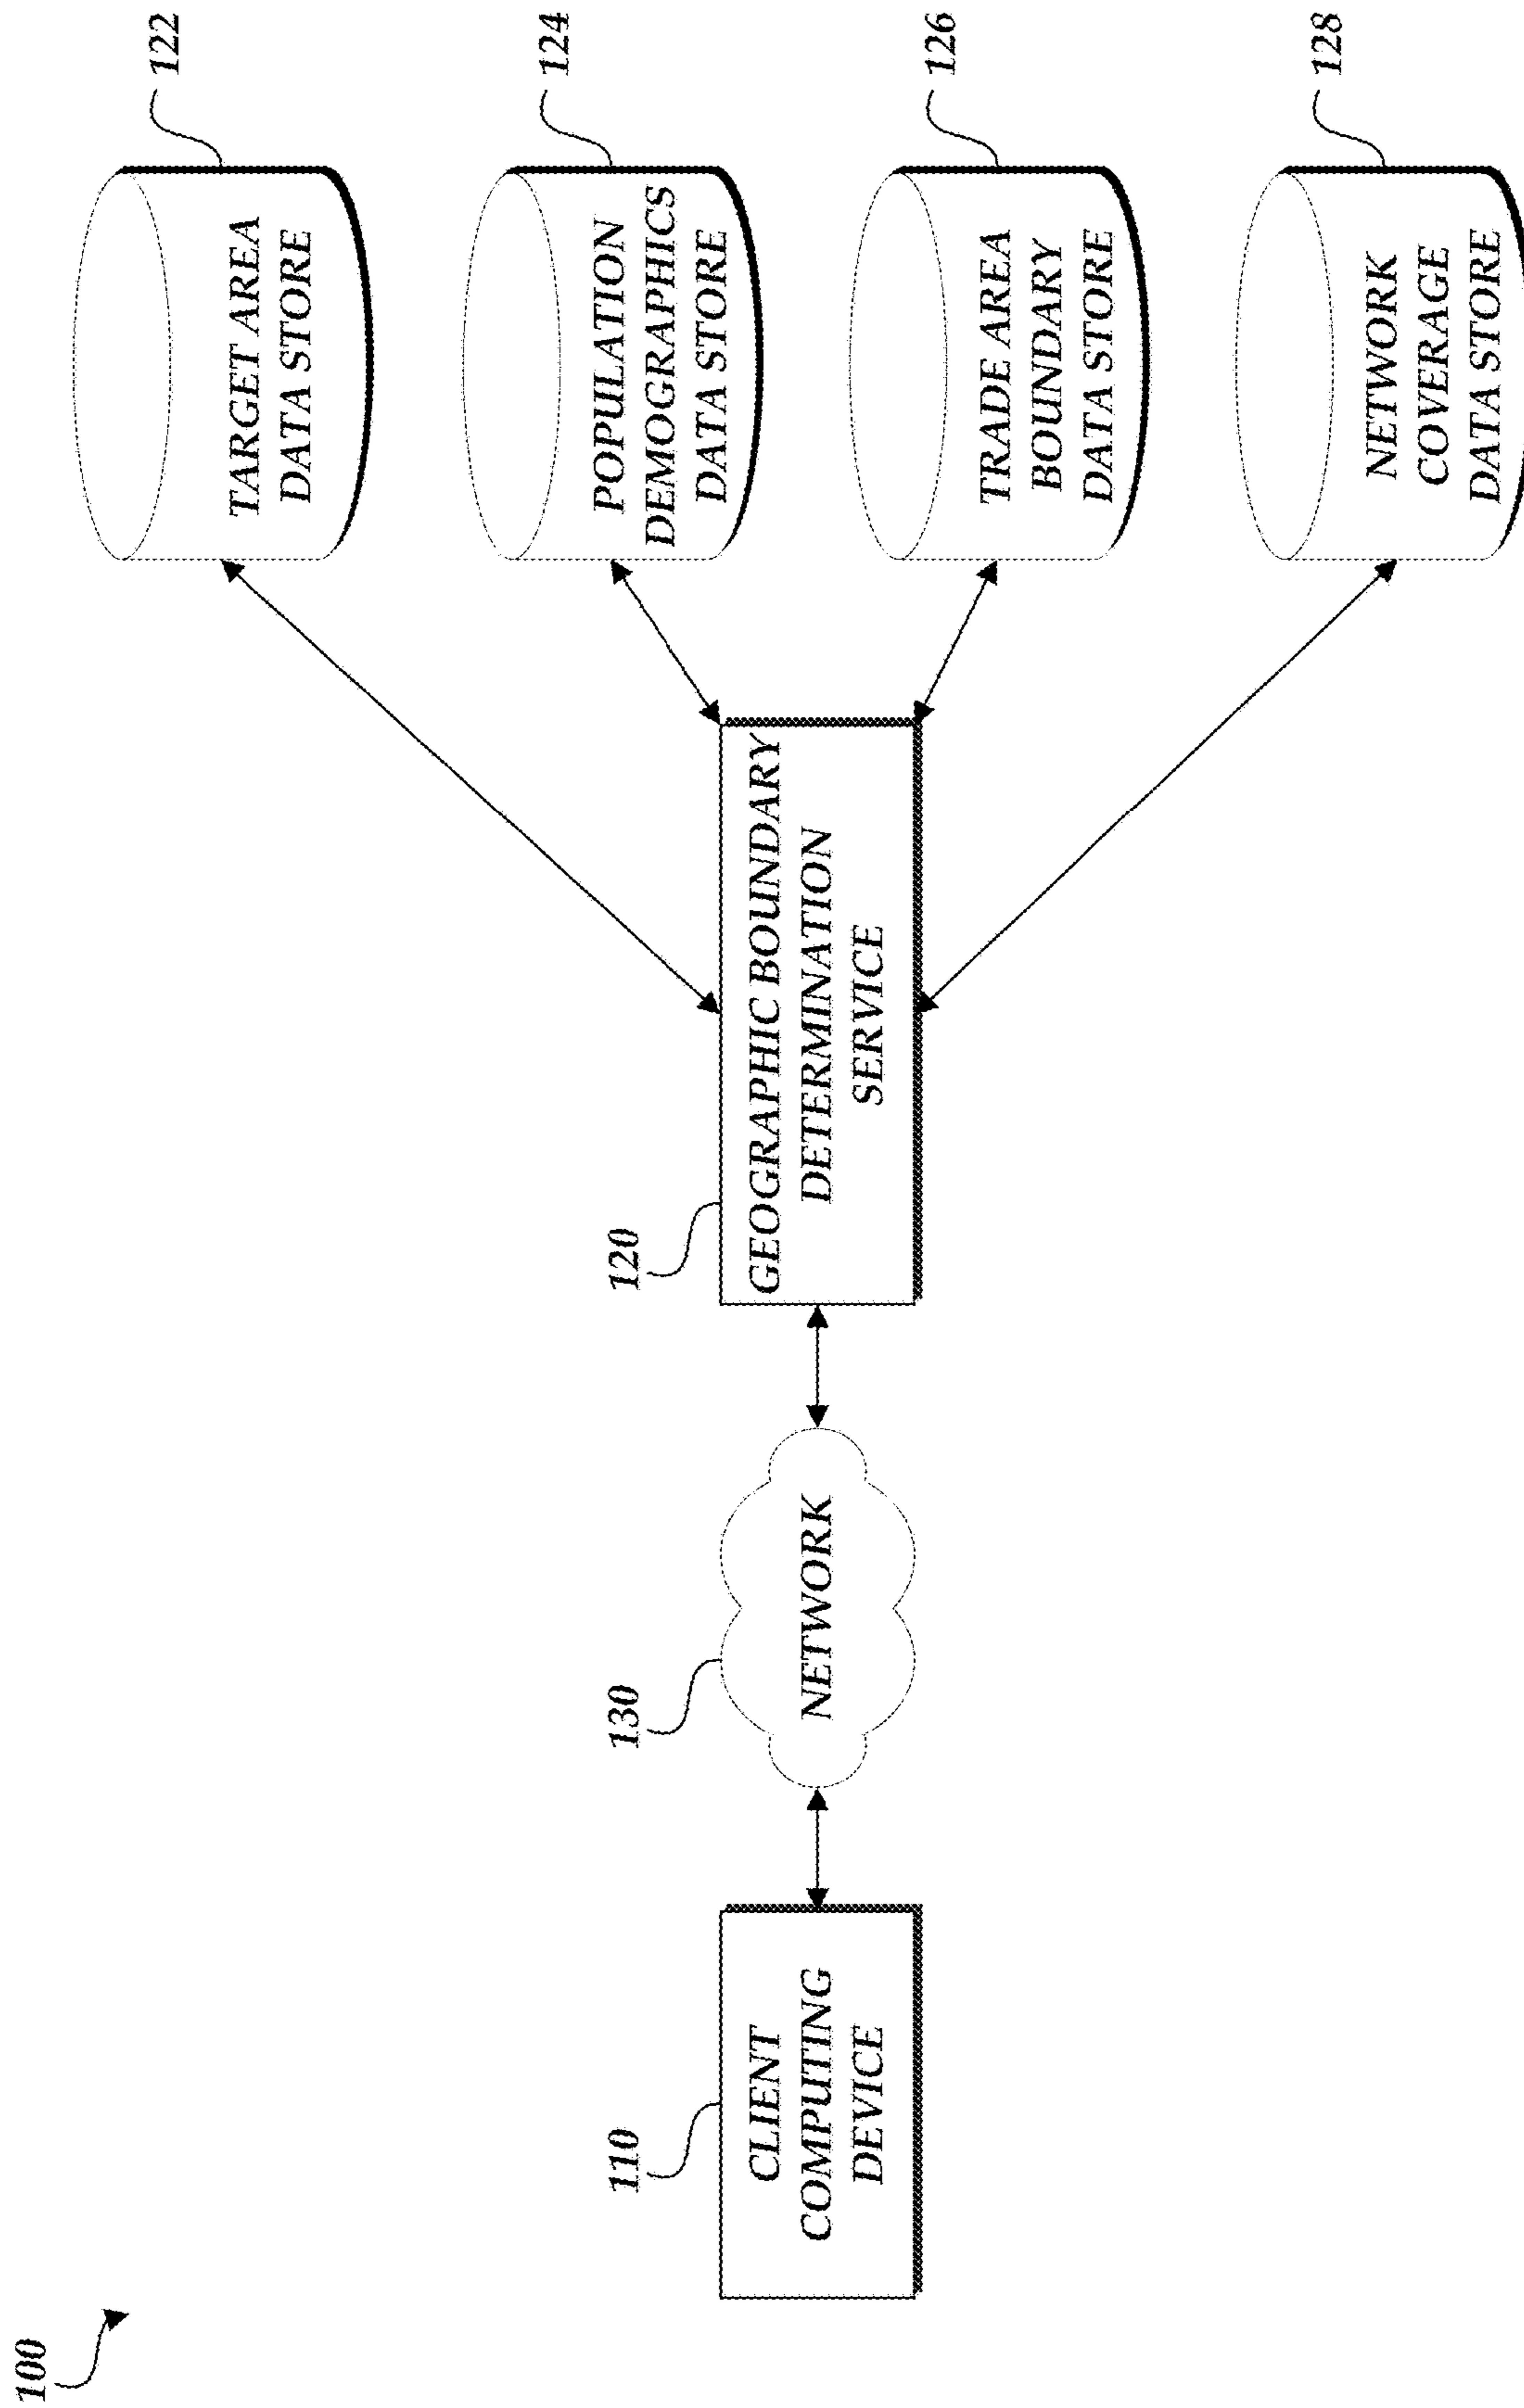 100
110
CLIENT
COMPUTING
DEVICE
130
NETWORK
120
GEOGRAPHIC BOUNDARY
DETERMINATION
SERVICE
122
TARGET AREA
DATA STORE
124
POPULATION
DEMOGRAPHICS
DATA STORE
126
TRADE AREA
BOUNDARY
DATA STORE
128
NETWORK
COVERAGE
DATA STORE